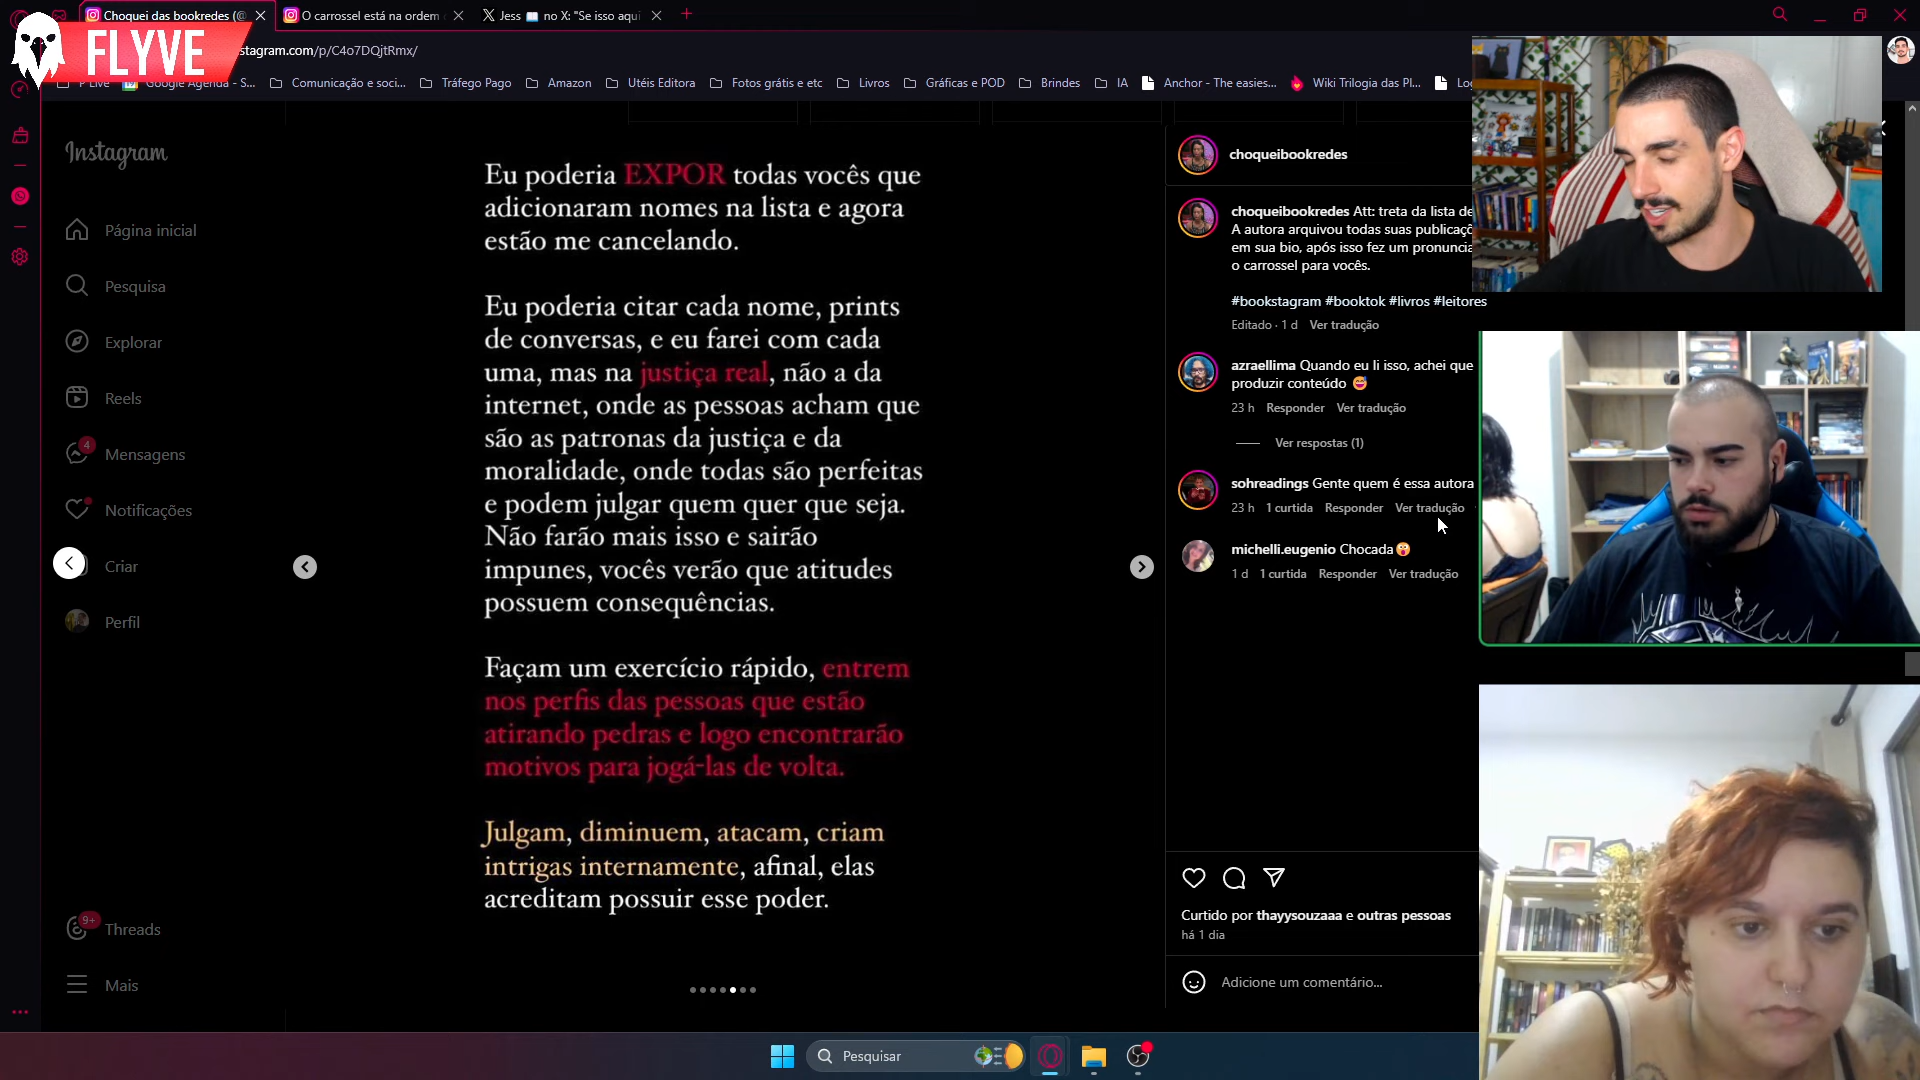 Choquei das bookredes (@
O carrossel está na ordem
Jess 📖 no X: "Se isso aqui
FLYVE
stagram.com/p/C4o7DQjtRmx/
P Live
Google Agenda - S...
Comunicação e soci...
Tráfego Pago
Amazon
Utéis Editora
Fotos grátis e etc
Livros
Gráficas e POD
Brindes
IA
Anchor - The easies...
Wiki Trilogia das Pl...
Instagram
Página inicial
Pesquisa
Explorar
Reels
4
Mensagens
Notificações
Criar
Perfil
9+
Threads
Mais
Eu poderia EXPOR todas vocês que
adicionaram nomes na lista e agora
estão me cancelando.
Eu poderia citar cada nome, prints
de conversas, e eu farei com cada
uma, mas na justiça real, não a da
internet, onde as pessoas acham que
são as patronas da justiça e da
moralidade, onde todas são perfeitas
e podem julgar quem quer que seja.
Não farão mais isso e sairão
impunes, vocês verão que atitudes
possuem consequências.
Façam um exercício rápido, entrem
nos perfis das pessoas que estão
atirando pedras e logo encontrarão
motivos para jogá-las de volta.
Julgam, diminuem, atacam, criam
intrigas internamente, afinal, elas
acreditam possuir esse poder.
choqueibookredes
choqueibookredes Att: treta da lista de
A autora arquivou todas suas publicaçõ
em sua bio, após isso fez um pronuncia
o carrossel para vocês.
#bookstagram #booktok #livros #leitores
Editado · 1 d Ver tradução
azraellima Quando eu li isso, achei que
produzir conteúdo 😅
23 h Responder Ver tradução
Ver respostas (1)
sohreadings Gente quem é essa autora
23 h 1 curtida Responder Ver tradução
michelli.eugenio Chocada😱
1 d 1 curtida Responder Ver tradução
Curtido por thayysouzaaa e outras pessoas
há 1 dia
Adicione um comentário...
Pesquisar